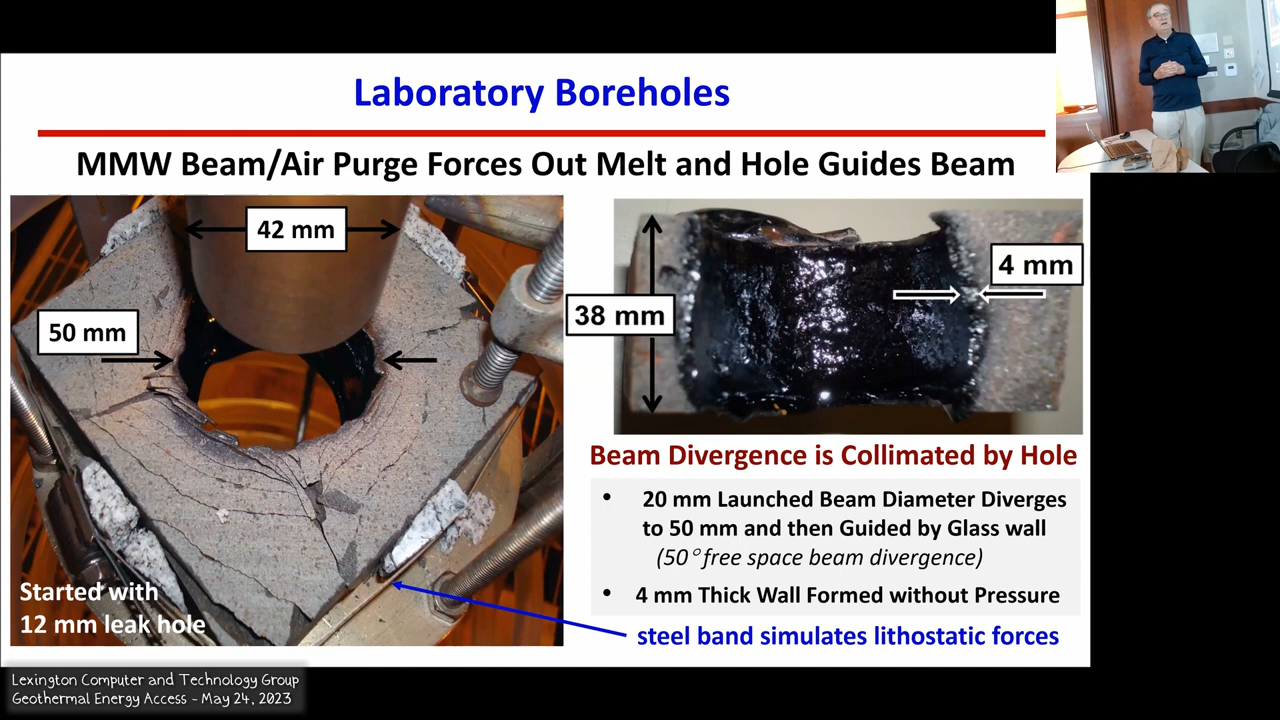 Laboratory Boreholes
MMW Beam/Air Purge Forces Out Melt and Hole Guides Beam
42 mm
50 mm
Started with
12 mm leak hole
4 mm
38 mm
Beam Divergence is Collimated by Hole
• 20 mm Launched Beam Diameter Diverges
to 50 mm and then Guided by Glass wall
(50° free space beam divergence)
• 4 mm Thick Wall Formed without Pressure
steel band simulates lithostatic forces
Lexington Computer and Technology Group
Geothermal Energy Access - May 24, 2023